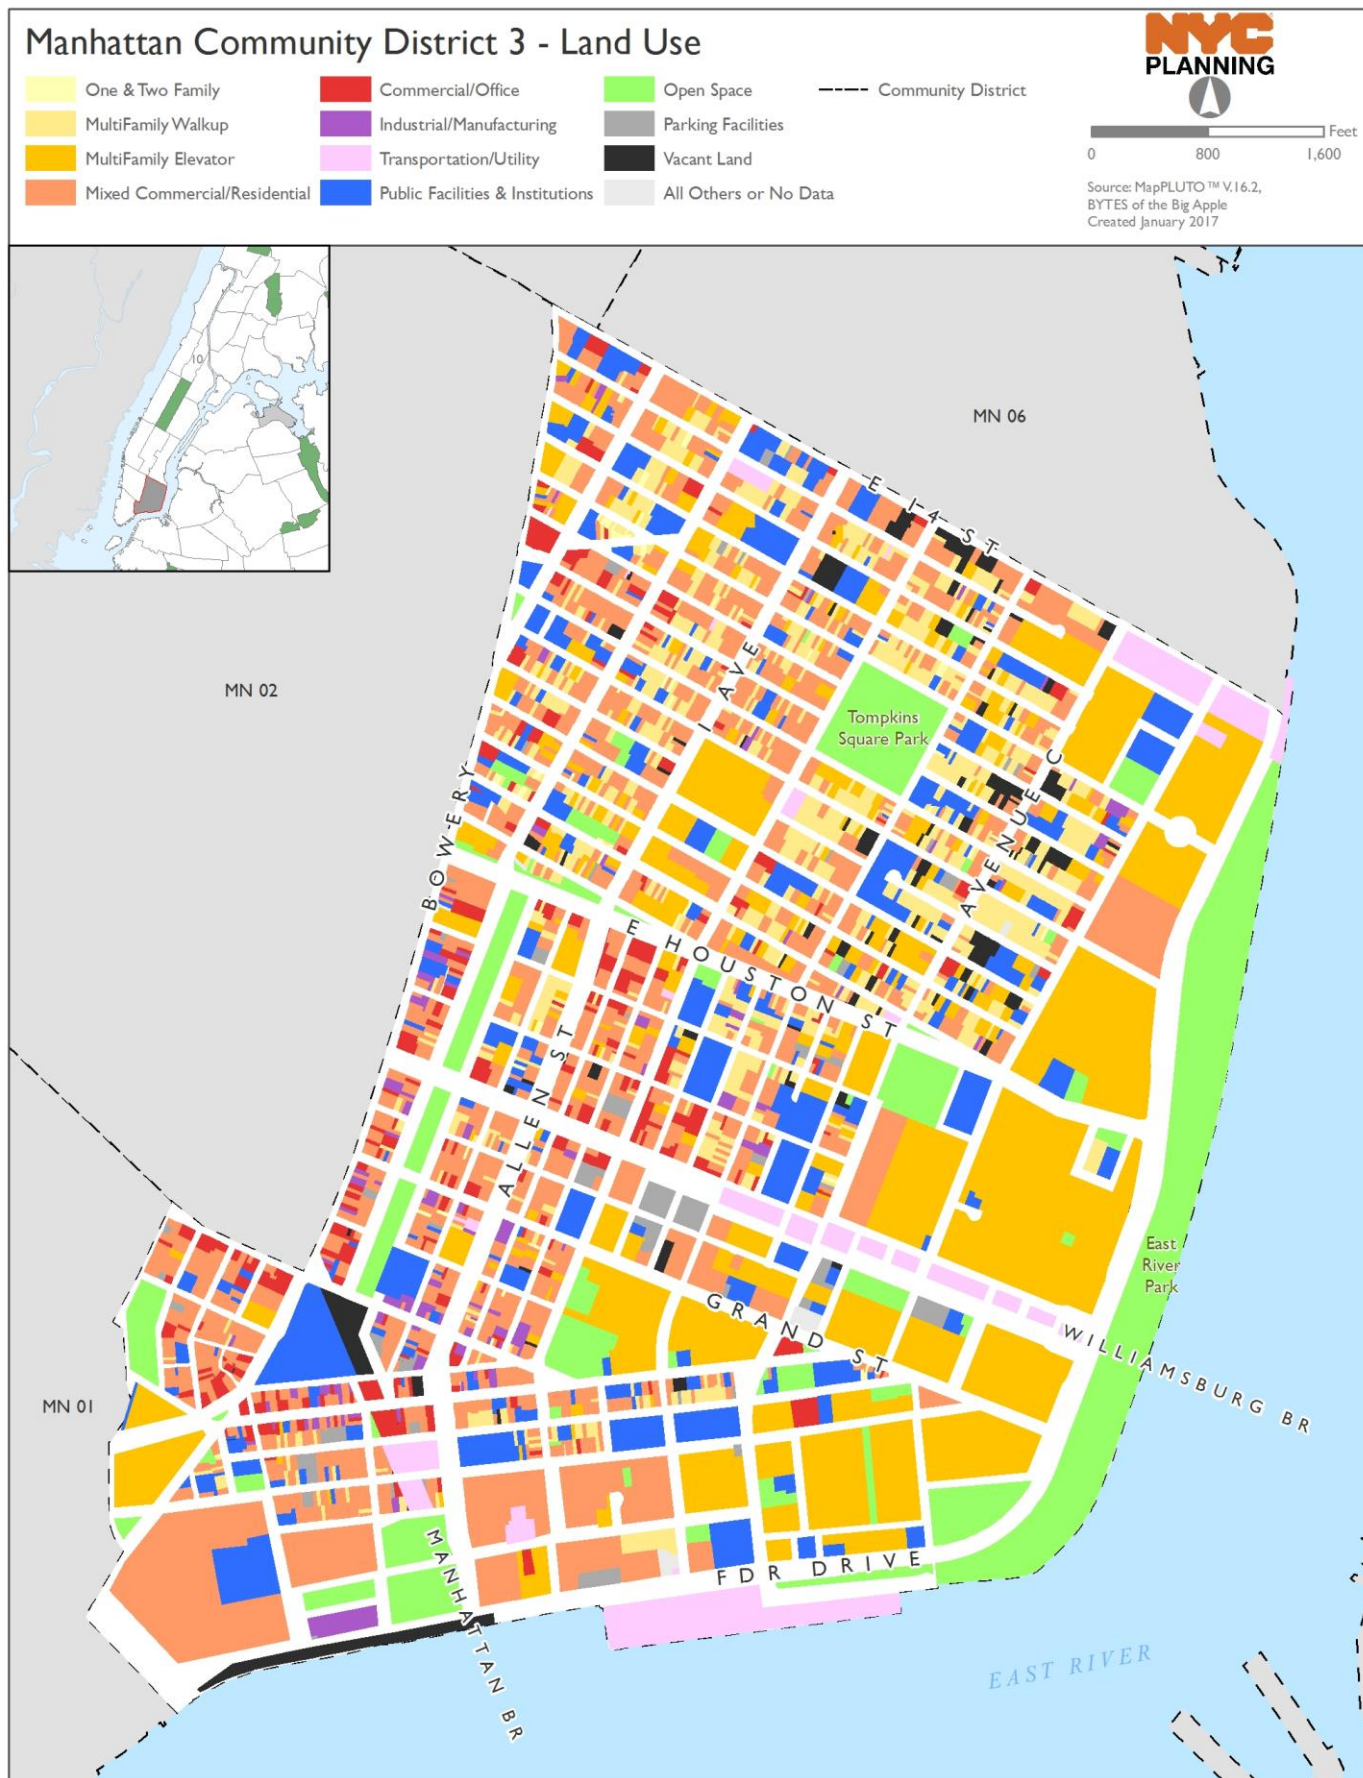 Manhattan Community District 3 - Land Use
NYC
PLANNING
One & Two Family
MultiFamily Walkup
MultiFamily Elevator
Mixed Commercial/Residential
Commercial/Office
Industrial/Manufacturing
Transportation/Utility
Public Facilities & Institutions
Open Space
Parking Facilities
Vacant Land
All Others or No Data
Community District
Feet
0 800 1,600
Source: MapPLUTO™ V.16.2,
BYTES of the Big Apple
Created January 2017
10
MN 06
E 14 ST
MN 02
1 AVE
Tompkins
Square Park
AVENUE C
BOWERY
E HOUSTON ST
ALLEN ST
East
River
Park
GRAND ST
WILLIAMSBURG BR
MN 01
MANHATTAN BR
FDR DRIVE
EAST RIVER